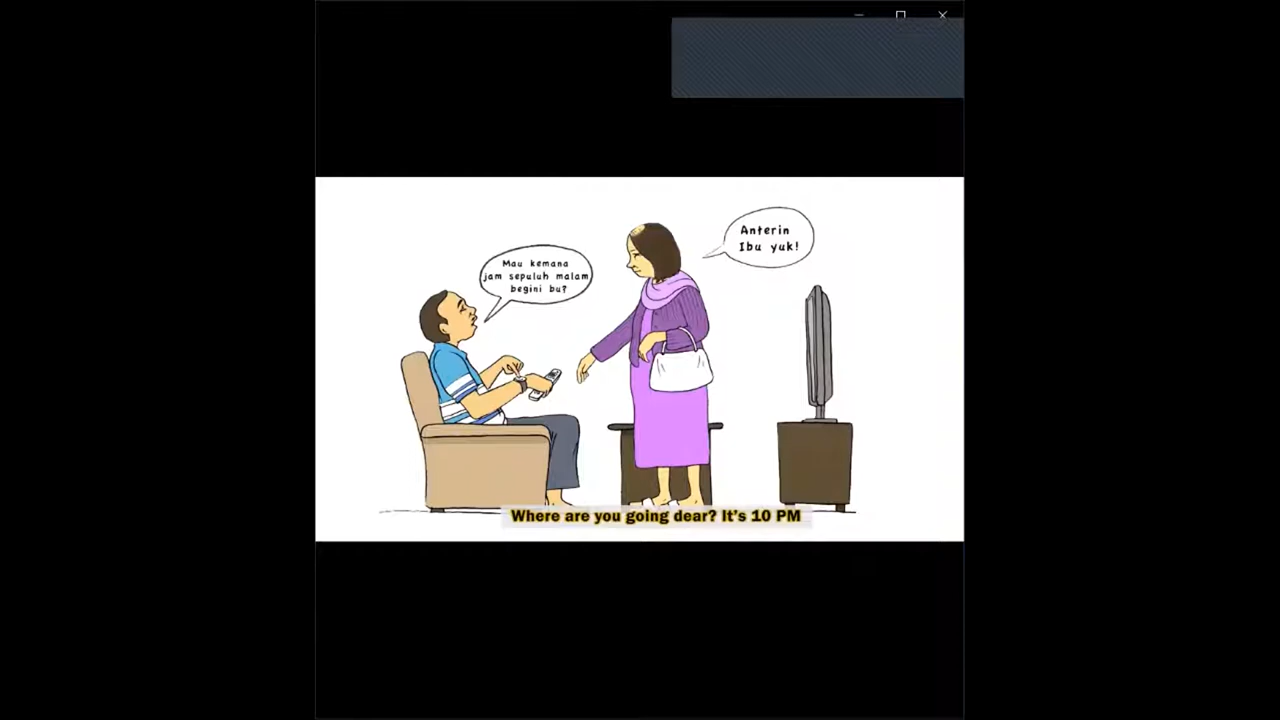 Anterin
Ibu yuk!
Mau kemana
jam sepuluh malam
begini bu?
Where are you going dear? It's 10 PM